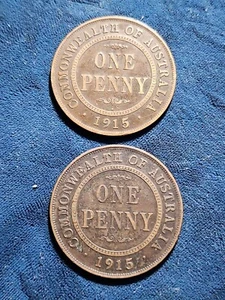 COMMONWEALTH OF AUSTRALIA
ONE
PENNY
1915
COMMONWEALTH OF AUSTRALIA
ONE
PENNY
1915